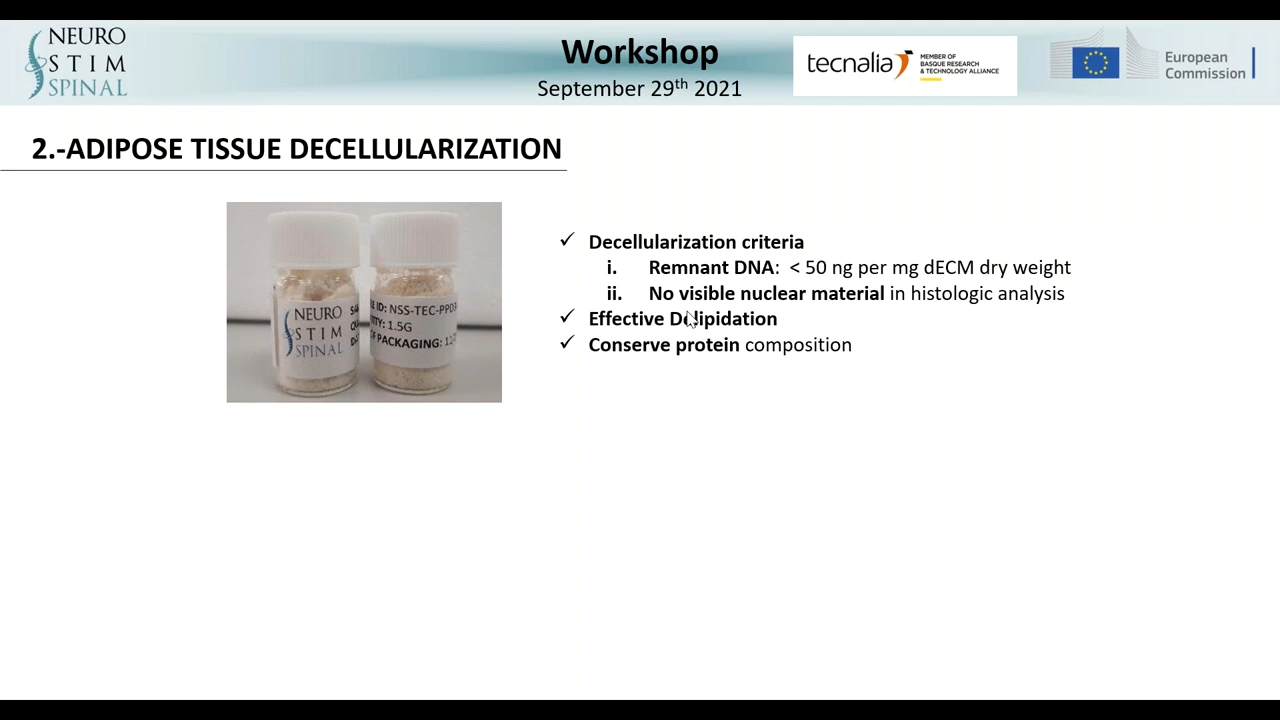 NEURO
STIM
SPINAL
Workshop
September 29th 2021
tecnalia
MEMBER OF
BASQUE RESEARCH
& TECHNOLOGY ALLIANCE
European
Commission
2.-ADIPOSE TISSUE DECELLULARIZATION
NEURO
STIM
SPINAL
ID: NSS-TEC-PPD
1.5G
OF PACKAGING:
✓ Decellularization criteria
i. Remnant DNA: < 50 ng per mg dECM dry weight
ii. No visible nuclear material in histologic analysis
✓ Effective Delipidation
✓ Conserve protein composition